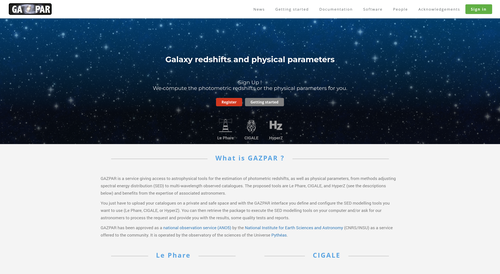 GAZPAR
News Getting started Documentation Software People Acknowledgements Sign in
Galaxy redshifts and physical parameters
Sign Up !
We compute the photometric redshifts or the physical parameters for you.
Register Getting started
Le Phare CIGALE HyperZ
What is GAZPAR ?
GAZPAR is a service giving access to astrophysical tools for the estimation of photometric redshifts, as well as physical parameters, from methods adjusting
spectral energy distribution (SED) to multi-wavelength observed catalogues. The proposed tools are Le Phare, CIGALE, and HyperZ (see the descriptions
below) and benefits from the expertise of associated astronomers.
You just have to upload your catalogues on a private and safe space and with the GAZPAR interface you define and configure the SED modelling tools you
want to use (Le Phare, CIGALE, or HyperZ). You can then retrieve the package to execute the SED modelling tools on your computer and/or ask for our
astronomers to process the request and provide you with the results, some quality tests and reports.
GAZPAR has been approved as a national observation service (ANO5) by the National Institute for Earth Sciences and Astronomy (CNRS/INSU) as a service
offered to the community. It is operated by the observatory of the sciences of the Universe Pythéas.
Le Phare CIGALE